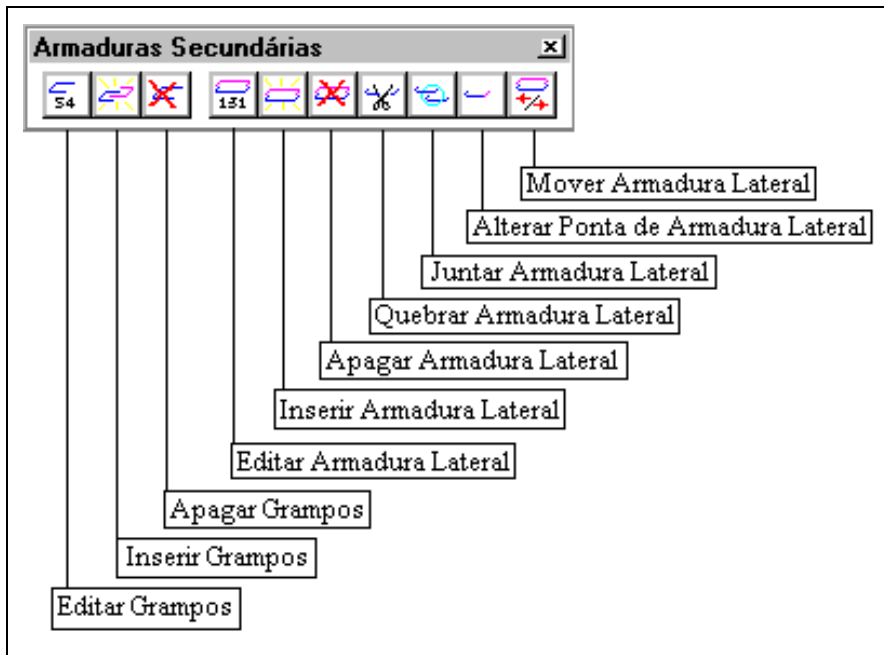 Armaduras Secundárias
54 151
Mover Armadura Lateral
Alterar Ponta de Armadura Lateral
Juntar Armadura Lateral
Quebrar Armadura Lateral
Apagar Armadura Lateral
Inserir Armadura Lateral
Editar Armadura Lateral
Apagar Grampos
Inserir Grampos
Editar Grampos